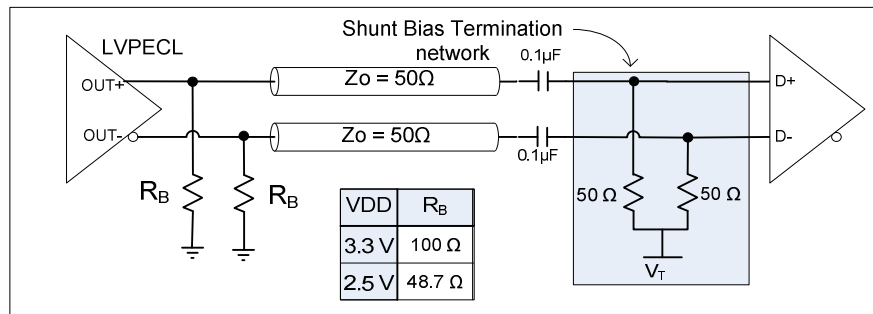 Shunt Bias Termination
network
LVPECL
0.1µF
OUT+
Zo = 50Ω
D+
OUT-
Zo = 50Ω
D-
0.1µF
R_B
R_B
50 Ω
50 Ω
V_T
VDD R_B
3.3 V 100 Ω
2.5 V 48.7 Ω